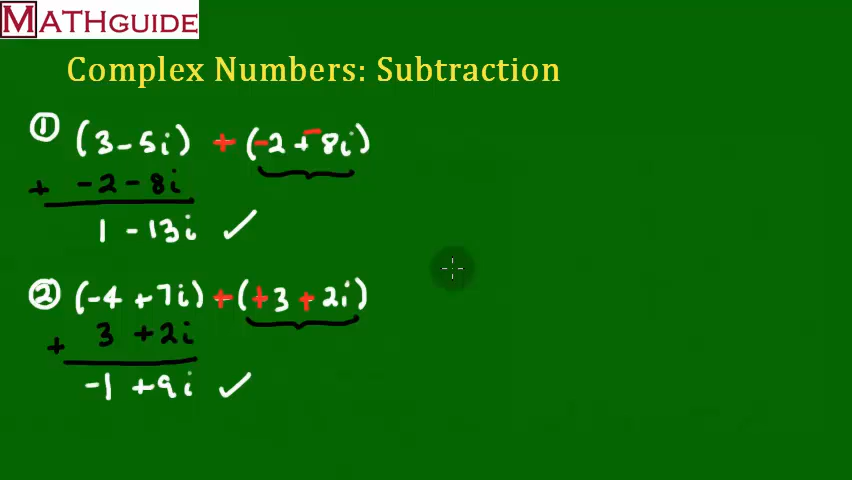 MATHGUIDE
Complex Numbers: Subtraction
① (3 - 5i) + (-2 + -8i)
+ -2 - 8i
1 - 13i ✓
② (-4 + 7i) + (+3 + 2i)
+ 3 + 2i
-1 + 9i ✓